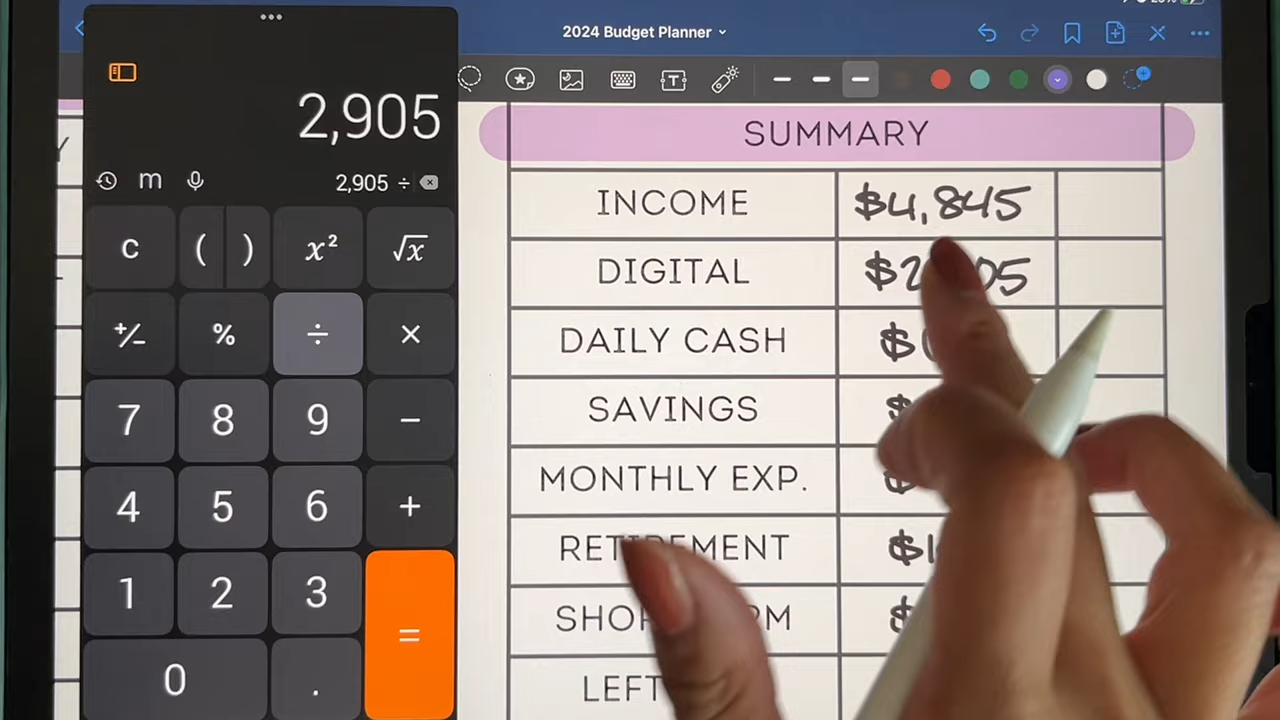 2024 Budget Planner
2,905
m
2,905 ÷
C ( ) x² √x
+/− % ÷ ×
7 8 9 −
4 5 6 +
1 2 3 =
0 .
T
SUMMARY
INCOME $4,845
DIGITAL
DAILY CASH
SAVINGS
MONTHLY EXP.
RETIREMENT